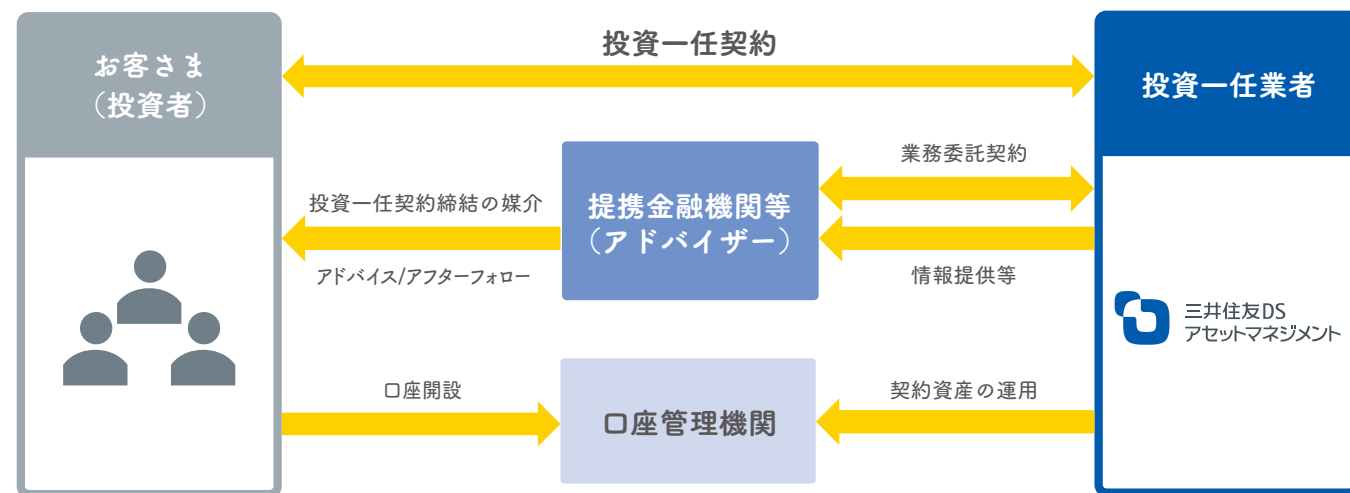 投資一任契約
お客さま
（投資者）
投資一任業者
業務委託契約
投資一任契約締結の媒介
提携金融機関等
（アドバイザー）
アドバイス/アフターフォロー
情報提供等
三井住友DS
アセットマネジメント
口座開設
口座管理機関
契約資産の運用